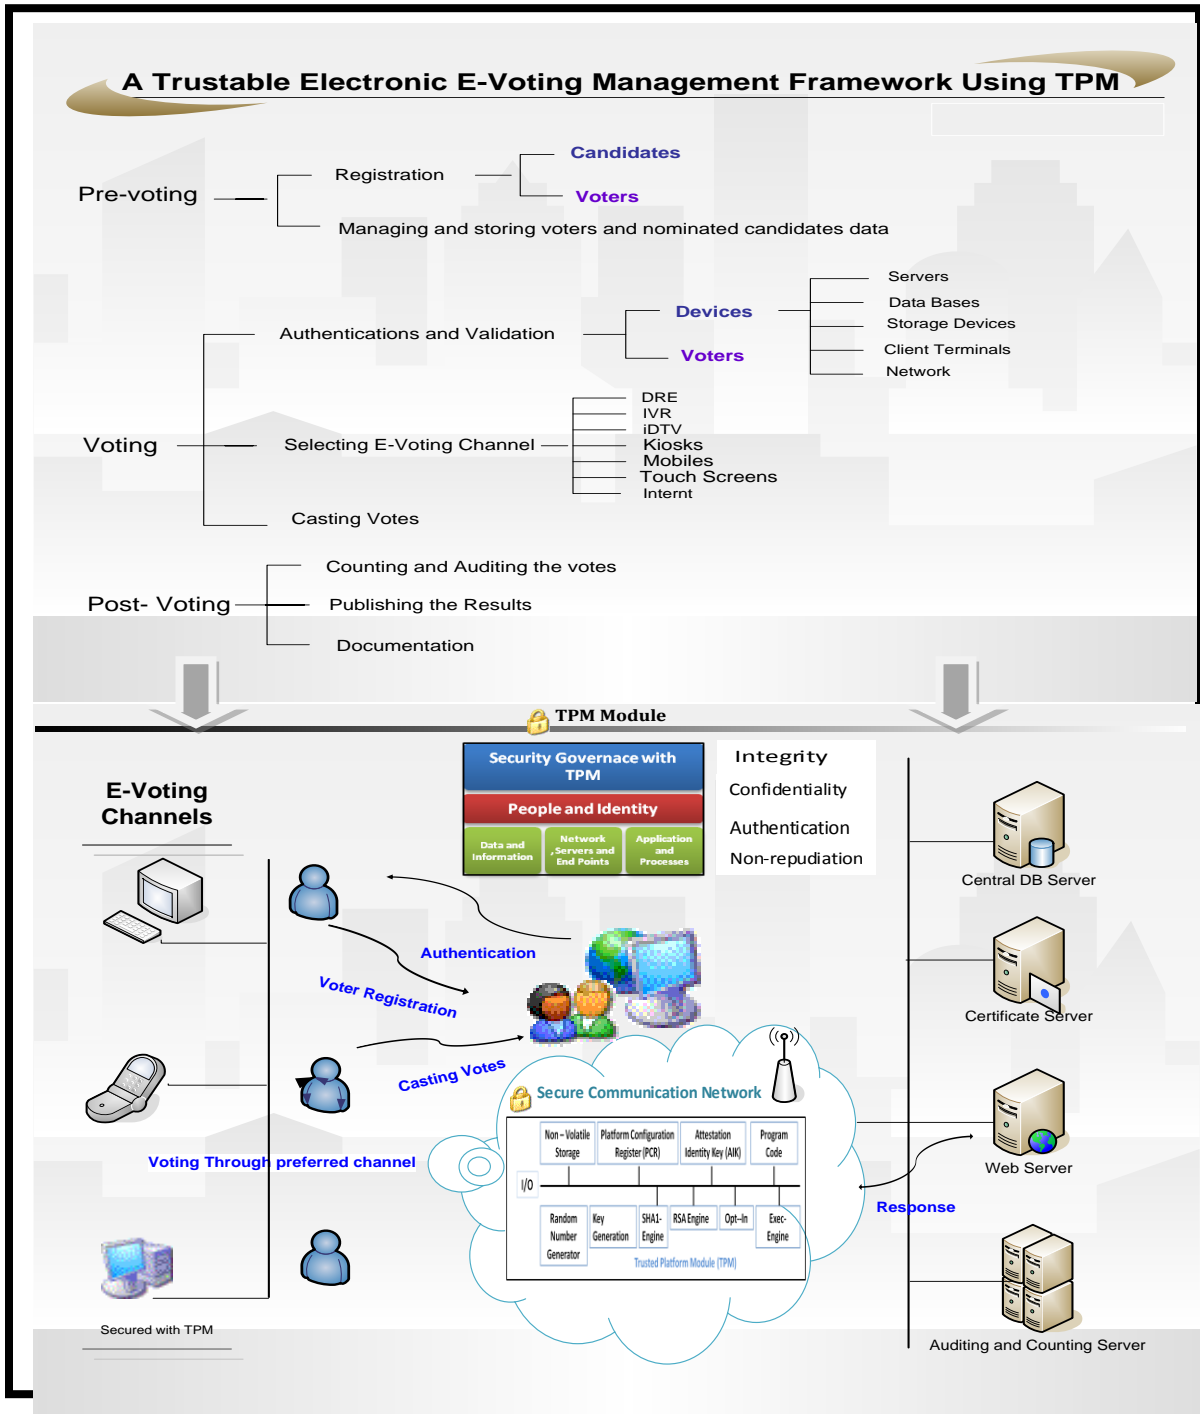 A Trustable Electronic E-Voting Management Framework Using TPM
Pre-voting
Registration
Candidates
Voters
Managing and storing voters and nominated candidates data
Voting
Authentications and Validation
Devices
Voters
Servers
Data Bases
Storage Devices
Client Terminals
Network
Selecting E-Voting Channel
DRE
IVR
iDTV
Kiosks
Mobiles
Touch Screens
Internt
Casting Votes
Post- Voting
Counting and Auditing the votes
Publishing the Results
Documentation
TPM Module
Security Governace with
TPM
People and Identity
Data and
Information
Network
,Servers and
End Points
Application
and
Processes
Integrity
Confidentiality
Authentication
Non-repudiation
E-Voting
Channels
Authentication
Voter Registration
Casting Votes
Voting Through preferred channel
Secured with TPM
Secure Communication Network
Non – Volatile
Storage
Platform Configuration
Register (PCR)
Attestation
Identity Key (AIK)
Program
Code
I/O
Random
Number
Generator
Key
Generation
SHA1-
Engine
RSA Engine
Opt--In
Exec-
Engine
Trusted Platform Module (TPM)
Central DB Server
Certificate Server
Web Server
Response
Auditing and Counting Server